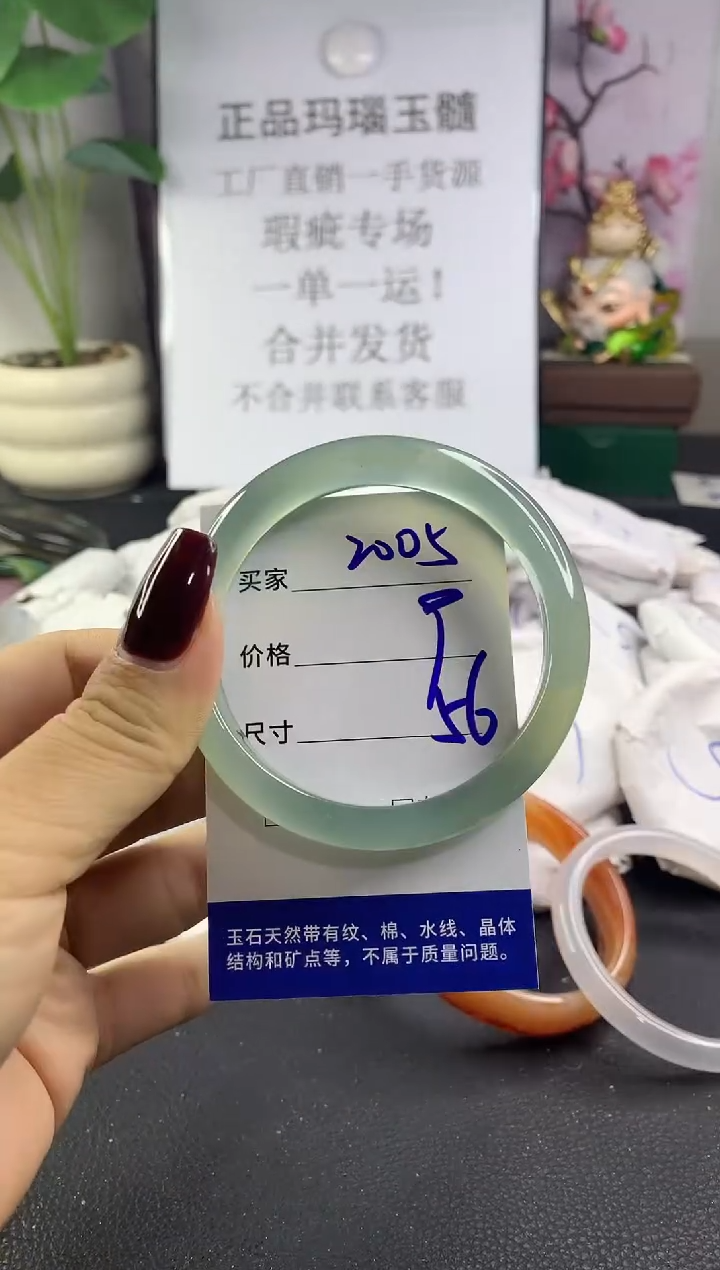 正品玛瑙玉髓
工厂直销一手货源
瑕疵专场
一单一运！
合并发货
不合并联系客服
买家 2005
价格
尺寸 56
玉石天然带有纹、棉、水线、晶体
结构和矿点等，不属于质量问题。